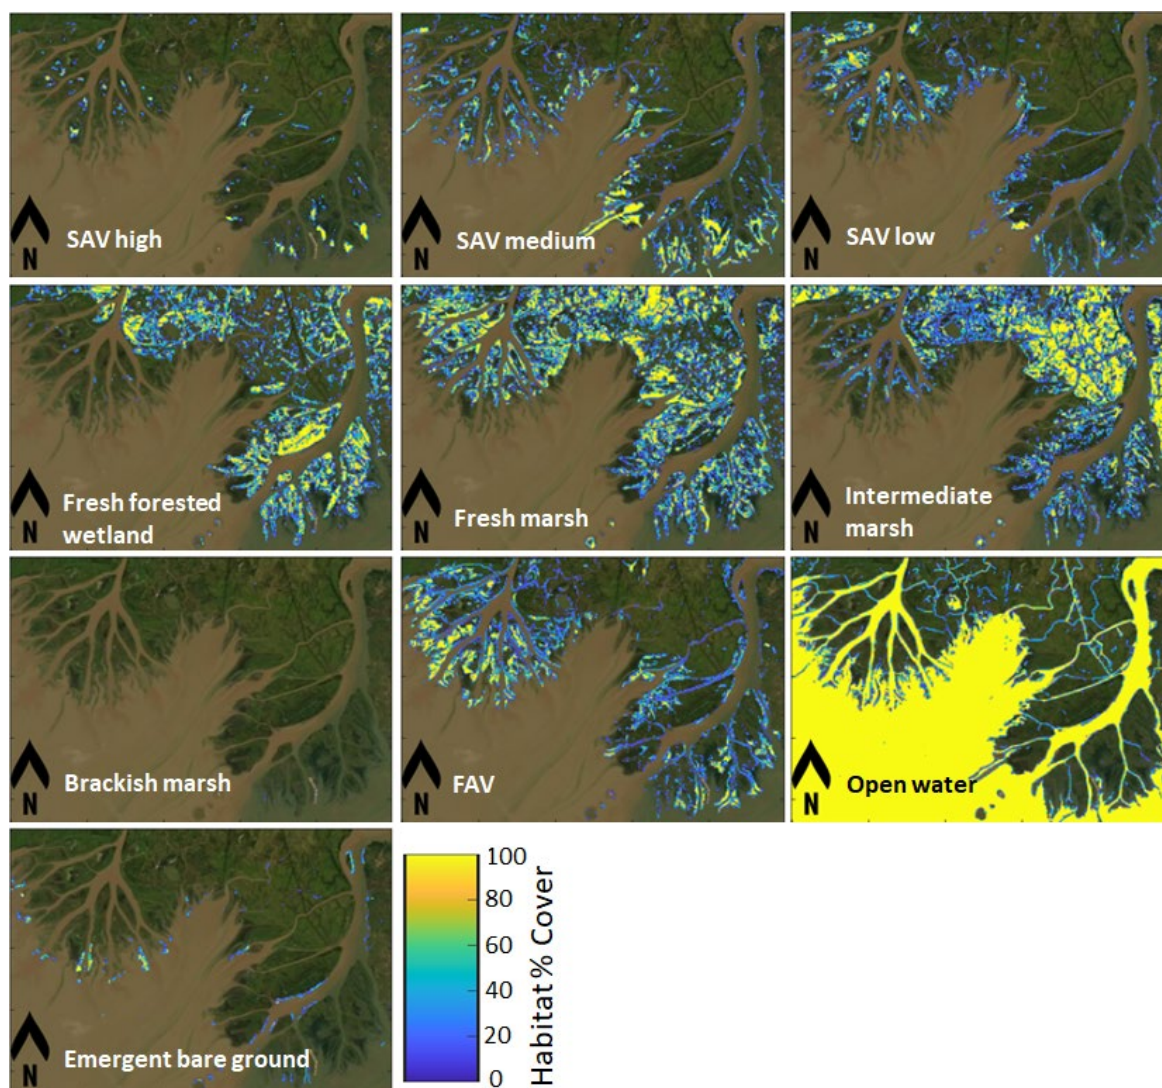 N
SAV high
N
SAV medium
N
SAV low
N
Fresh forested
wetland
N
Fresh marsh
N
Intermediate
marsh
N
Brackish marsh
N
FAV
N
Open water
N
Emergent bare ground
100
80
60
40
20
0
Habitat % Cover